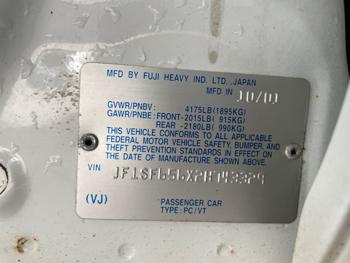 MFD BY FUJI HEAVY IND. LTD. JAPAN
MFD IN 10/01
GVWR/PNBV: 4175LB(1895KG)
GAWR/PNBE: FRONT-2015LB( 915KG)
REAR -2180LB( 990KG)
THIS VEHICLE CONFORMS TO ALL APPLICABLE
FEDERAL MOTOR VEHICLE SAFETY, BUMPER, AND
THEFT PREVENTION STANDARDS IN EFFECT ON
THE DATE OF MANUFACTURE SHOWN ABOVE.
VIN
(VJ)
PASSENGER CAR
TYPE:PC/VT